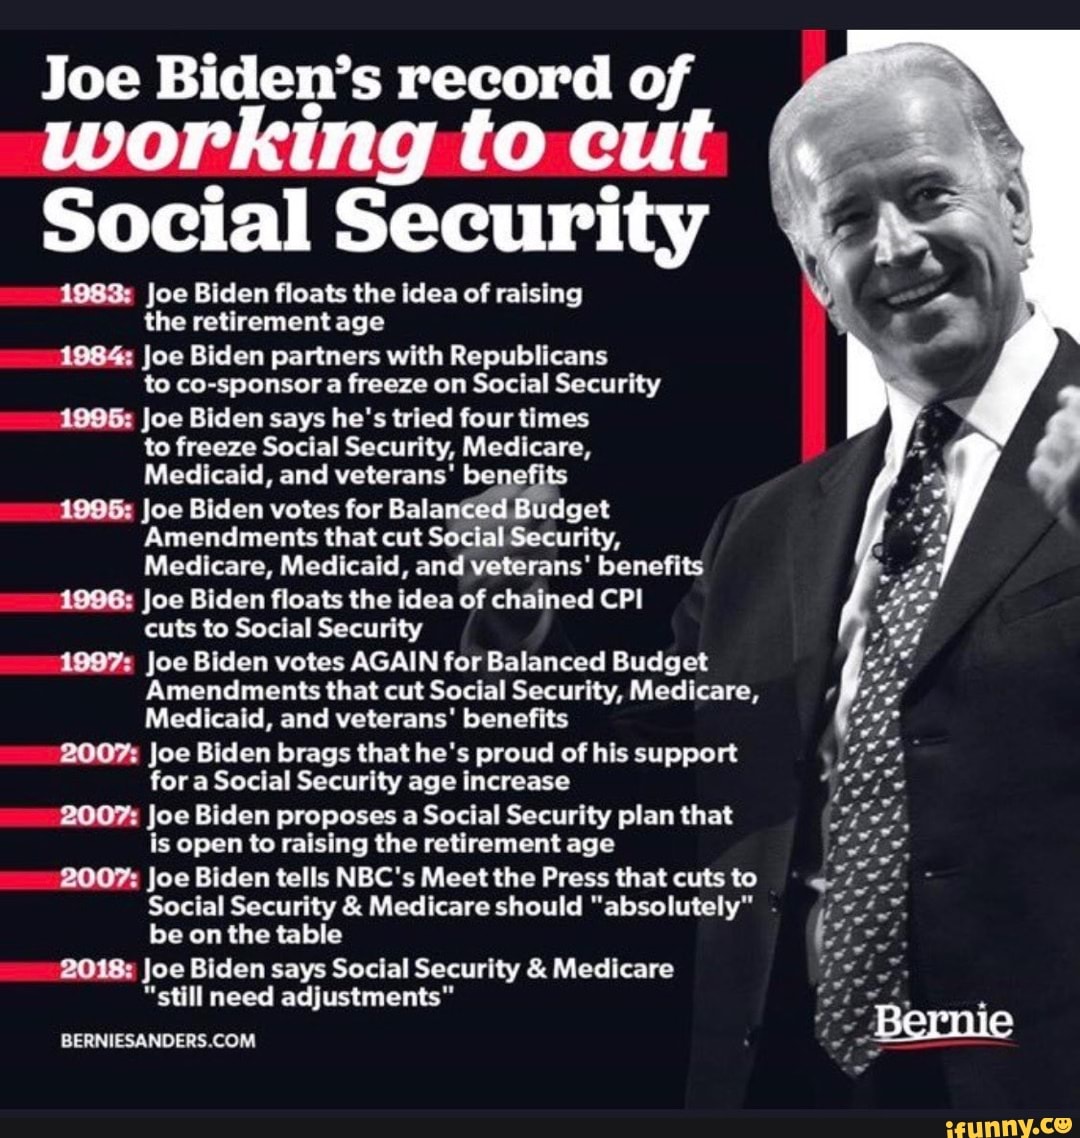 Joe Biden's record of
working to cut
Social Security
1983: Joe Biden floats the idea of raising
the retirement age
1984: Joe Biden partners with Republicans
to co-sponsor a freeze on Social Security
1995: Joe Biden says he's tried four times
to freeze Social Security, Medicare,
Medicaid, and veterans' benefits
1995: Joe Biden votes for Balanced Budget
Amendments that cut Social Security,
Medicare, Medicaid, and veterans' benefits
1996: Joe Biden floats the idea of chained CPI
cuts to Social Security
1997: Joe Biden votes AGAIN for Balanced Budget
Amendments that cut Social Security, Medicare,
Medicaid, and veterans' benefits
2007: Joe Biden brags that he's proud of his support
for a Social Security age increase
2007: Joe Biden proposes a Social Security plan that
is open to raising the retirement age
2007: Joe Biden tells NBC's Meet the Press that cuts to
Social Security & Medicare should "absolutely"
be on the table
2018: Joe Biden says Social Security & Medicare
"still need adjustments"
Bernie
BERNIESANDERS.COM
ifunny.co